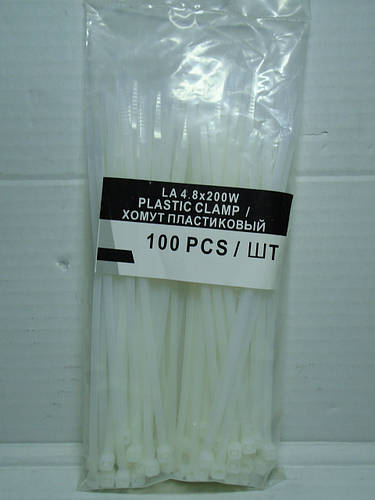 LA 4.8x200W
PLASTIC CLAMP /
ХОМУТ ПЛАСТИКОВЫЙ
100 PCS / ШТ